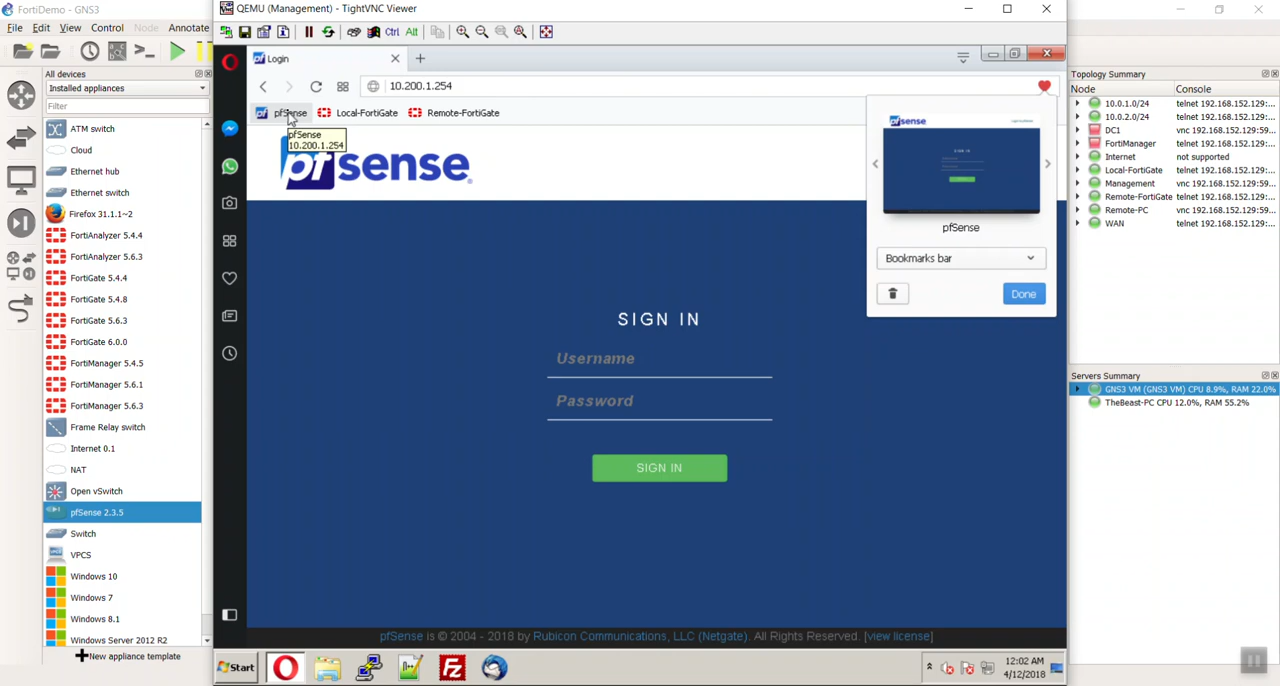 FortiDemo - GNS3
File Edit View Control Node Annotate
All devices
Installed appliances
Filter
ATM switch
Cloud
Ethernet hub
Ethernet switch
Firefox 31.1.1~2
FortiAnalyzer 5.4.4
FortiAnalyzer 5.6.3
FortiGate 5.4.4
FortiGate 5.4.8
FortiGate 5.6.3
FortiGate 6.0.0
FortiManager 5.4.5
FortiManager 5.6.1
FortiManager 5.6.3
Frame Relay switch
Internet 0.1
NAT
Open vSwitch
pfSense 2.3.5
Switch
VPCS
Windows 10
Windows 7
Windows 8.1
Windows Server 2012 R2
New appliance template
QEMU (Management) - TightVNC Viewer
Ctrl Alt
Login
10.200.1.254
pfSense Local-FortiGate Remote-FortiGate
pfSense
10.200.1.254
pfsense
SIGN IN
Username
Password
SIGN IN
pfSense is © 2004 - 2018 by Rubicon Communications, LLC (Netgate). All Rights Reserved. [view license]
pfsense
SIGN IN
pfSense
Bookmarks bar
Done
Start
12:02 AM
4/12/2018
Topology Summary
Node Console
10.0.1.0/24 telnet 192.168.152.129:...
10.0.2.0/24 telnet 192.168.152.129:...
DC1 vnc 192.168.152.129:59...
FortiManager telnet 192.168.152.129:...
Internet not supported
Local-FortiGate telnet 192.168.152.129:...
Management vnc 192.168.152.129:59...
Remote-FortiGate telnet 192.168.152.129:...
Remote-PC vnc 192.168.152.129:59...
WAN telnet 192.168.152.129:...
Servers Summary
GNS3 VM (GNS3 VM) CPU 8.9%, RAM 22.0%
TheBeast-PC CPU 12.0%, RAM 55.2%